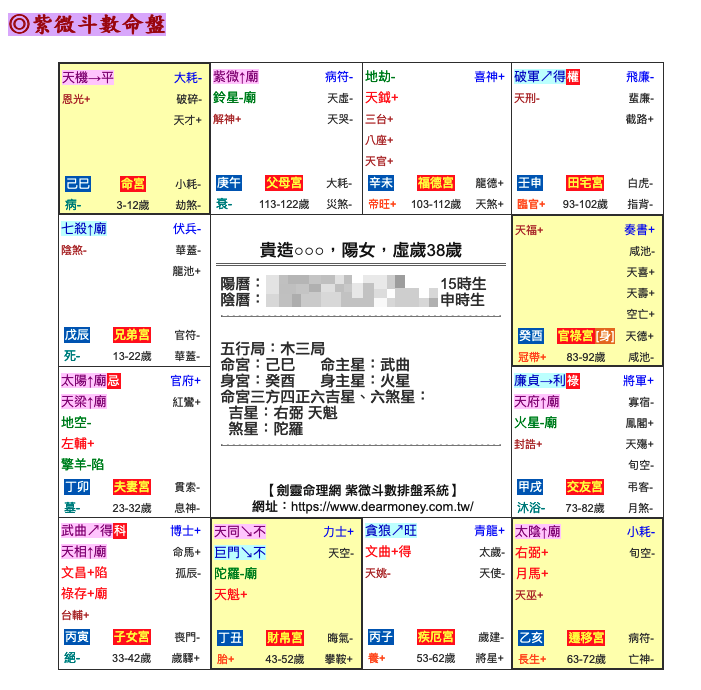 ◎紫微斗數命盤
天機→平 大耗-
恩光+ 破碎-
天才+
己巳 命宮 小耗-
病- 3-12歲 劫煞-
紫微↑廟 病符-
鈴星-廟 天虛-
解神+ 天哭-
庚午 父母宮 大耗-
衰- 113-122歲 災煞-
地劫- 喜神+
天鉞+
三台+
八座+
天官+
辛未 福德宮 龍德+
帝旺+ 103-112歲 天煞+
破軍↗得權 飛廉-
天刑- 蜚廉-
截路+
壬申 田宅宮 白虎-
臨官+ 93-102歲 指背-
七殺↑廟 伏兵-
陰煞- 華蓋-
龍池+
戊辰 兄弟宮 官符-
死- 13-22歲 華蓋-
貴造○○○，陽女，虛歲38歲
陽曆： 15時生
陰曆： 申時生
五行局：木三局
命宮：己巳 命主星：武曲
身宮：癸酉 身主星：火星
命宮三方四正六吉星、六煞星：
吉星：右弼 天魁
煞星：陀羅
【劍靈命理網 紫微斗數排盤系統】
網址：https://www.dearmoney.com.tw/
天福+ 奏書+
咸池-
天喜+
天壽+
空亡+
癸酉 官祿宮[身] 天德+
冠帶+ 83-92歲 咸池-
太陽↑廟忌 官府+
天梁↑廟 紅鸞+
地空-
左輔+
擎羊-陷
丁卯 夫妻宮 貫索-
墓- 23-32歲 息神-
廉貞→利祿 將軍+
天府↑廟 寡宿-
火星-廟 鳳閣+
封誥+ 天殤+
旬空-
甲戌 交友宮 弔客-
沐浴- 73-82歲 月煞-
武曲↗得科 博士+
天相↑廟 命馬+
文昌+陷 孤辰-
祿存+廟
台輔+
丙寅 子女宮 喪門-
絕- 33-42歲 歲驛+
天同↘不 力士+
巨門↘不 天空-
陀羅-廟
天魁+
丁丑 財帛宮 晦氣-
胎+ 43-52歲 攀鞍+
貪狼↗旺 青龍+
文曲+得 太歲-
天姚- 天使-
丙子 疾厄宮 歲建-
養+ 53-62歲 將星+
太陰↑廟 小耗-
右弼+ 旬空-
月馬+
天巫+
乙亥 遷移宮 病符-
長生+ 63-72歲 亡神-